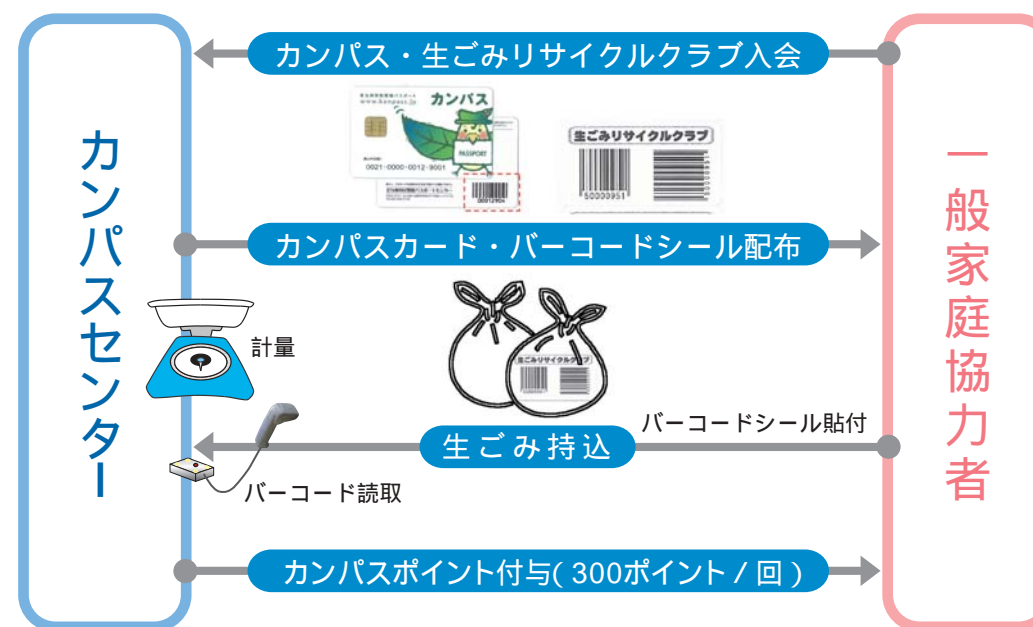 カンパス・生ごみリサイクルクラブ入会
www.kanpass.jp
カンパス
PASSPORT
0021-0000-0012-9001
00012904
生ごみリサイクルクラブ
50000951
カンパスセンター
一般家庭協力者
カンパスカード・バーコードシール配布
計量
生ごみリサイクルクラブ
バーコードシール貼付
生ごみ持込
バーコード読取
カンパスポイント付与(300ポイント/回)